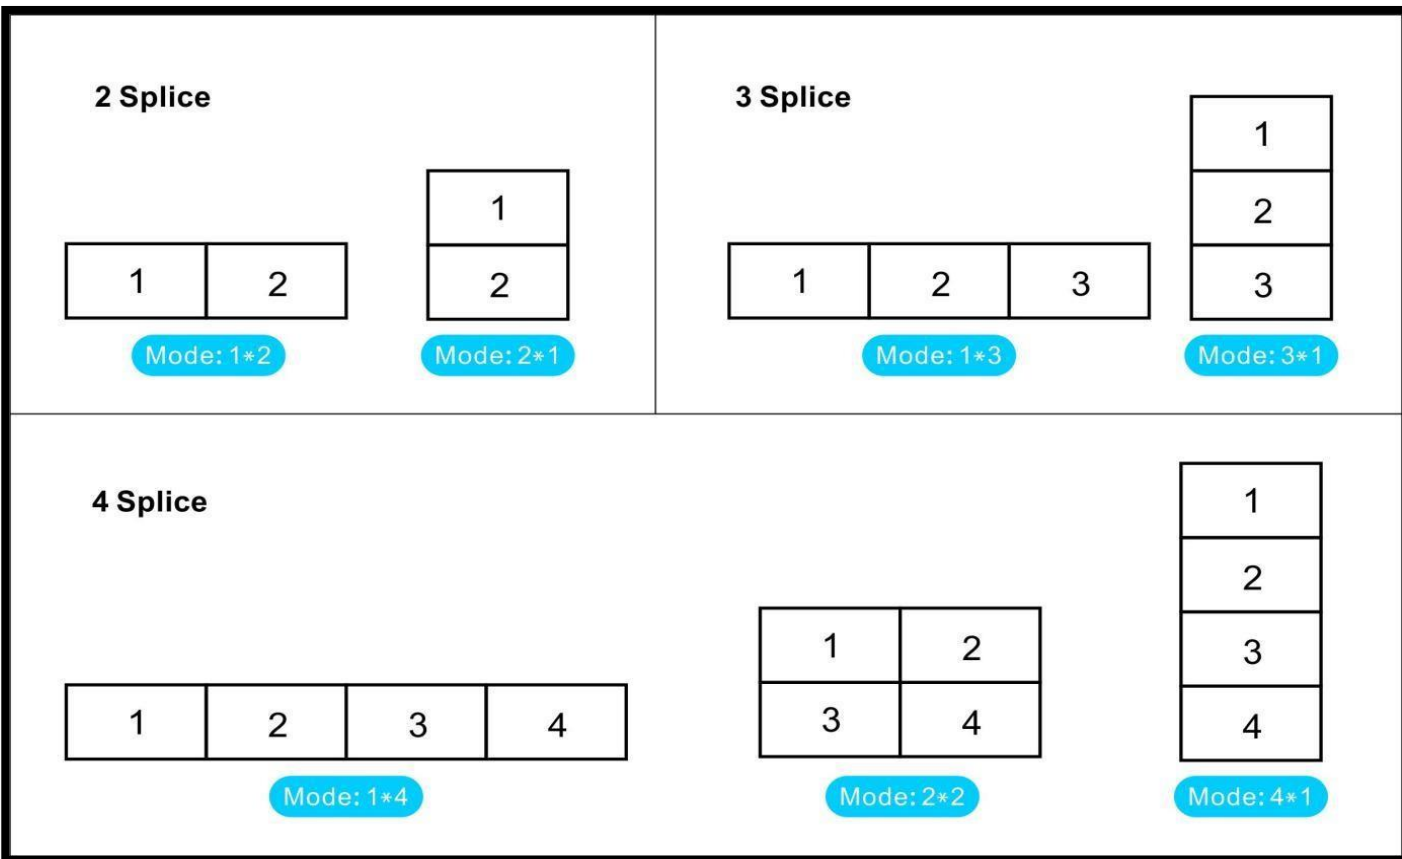 2 Splice
1 2
Mode: 1*2
1
2
Mode: 2*1
3 Splice
1 2 3
Mode: 1*3
1
2
3
Mode: 3*1
4 Splice
1 2 3 4
Mode: 1*4
1 2
3 4
Mode: 2*2
1
2
3
4
Mode: 4*1